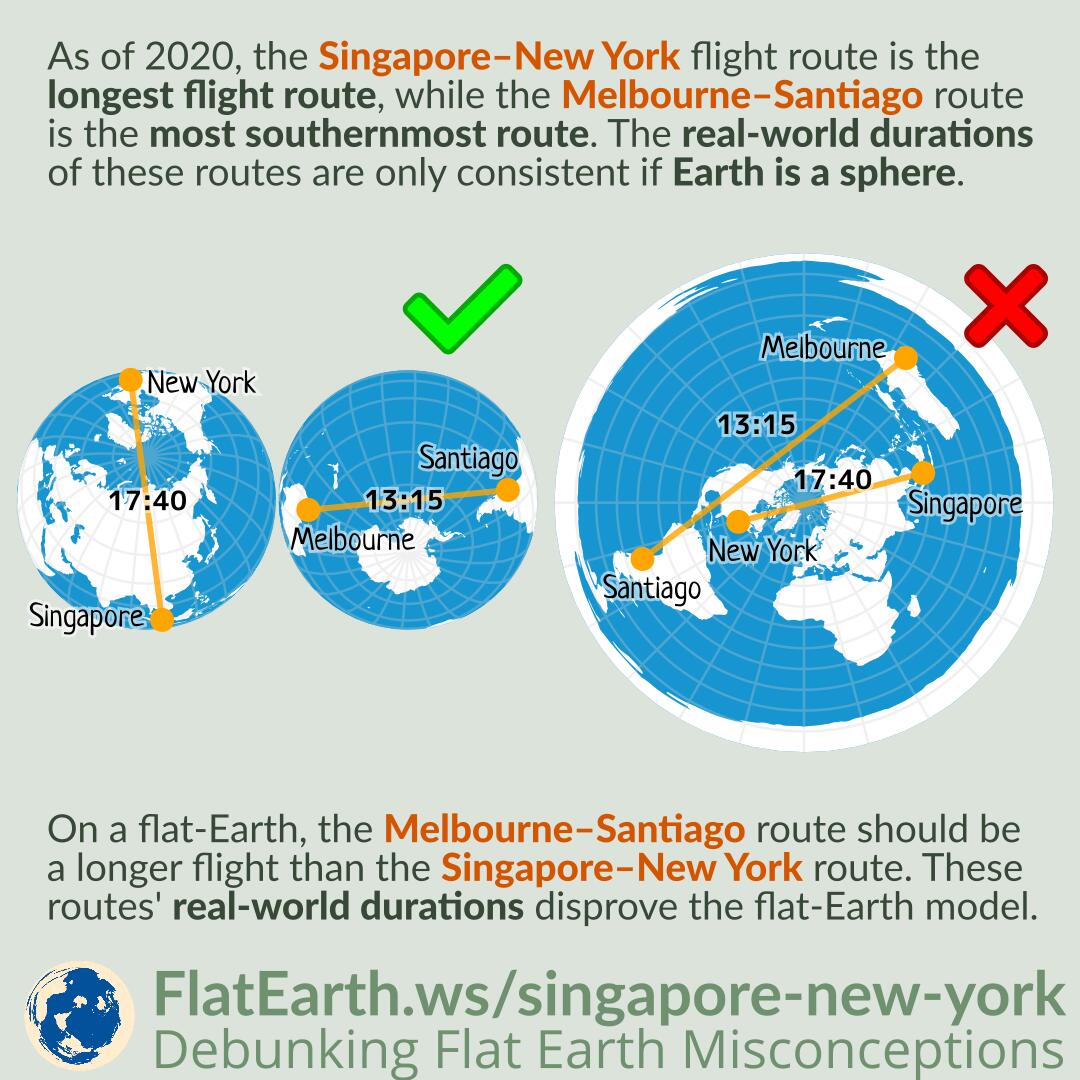 As of 2020, the Singapore–New York flight route is the
longest flight route, while the Melbourne–Santiago route
is the most southernmost route. The real-world durations
of these routes are only consistent if Earth is a sphere.
New York
17:40
Singapore
Santiago
13:15
Melbourne
Melbourne
13:15
17:40
Singapore
New York
Santiago
On a flat-Earth, the Melbourne–Santiago route should be
a longer flight than the Singapore–New York route. These
routes' real-world durations disprove the flat-Earth model.
FlatEarth.ws/singapore-new-york
Debunking Flat Earth Misconceptions